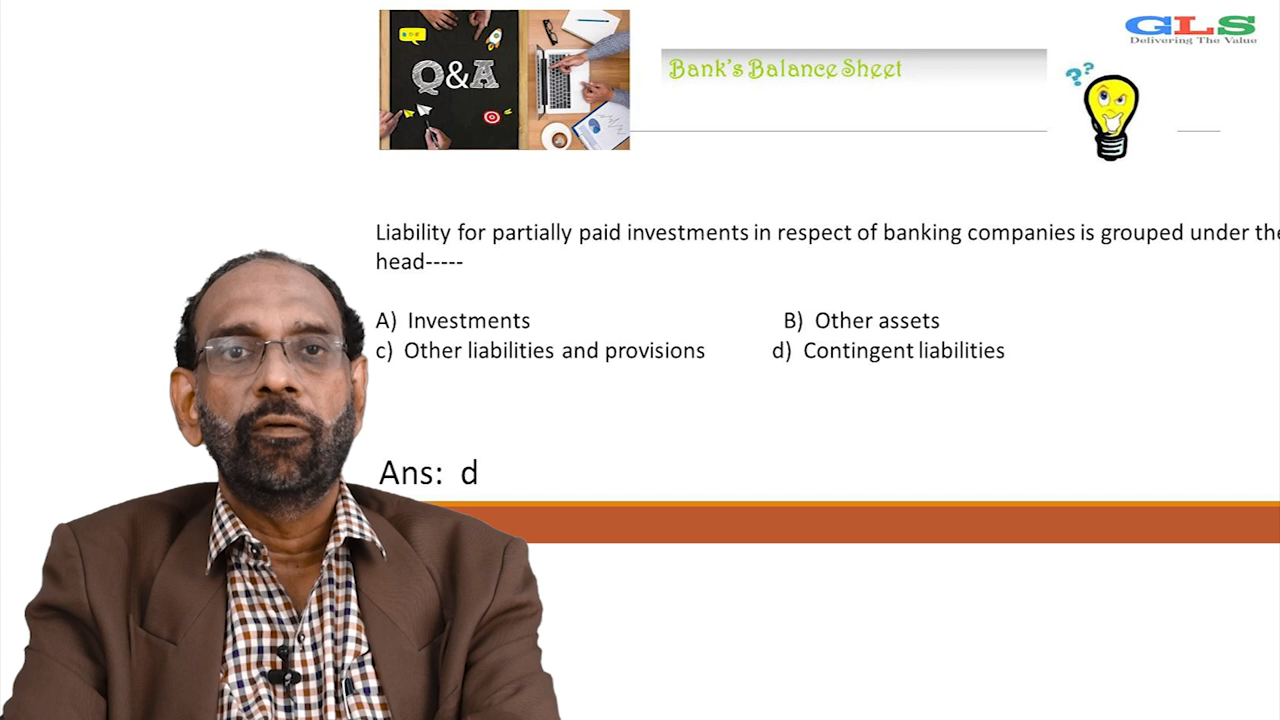 GLS
Delivering The Value
Q&A
Bank's Balance Sheet
??
Liability for partially paid investments in respect of banking companies is grouped under the
head-----
A) Investments B) Other assets
c) Other liabilities and provisions d) Contingent liabilities
Ans: d